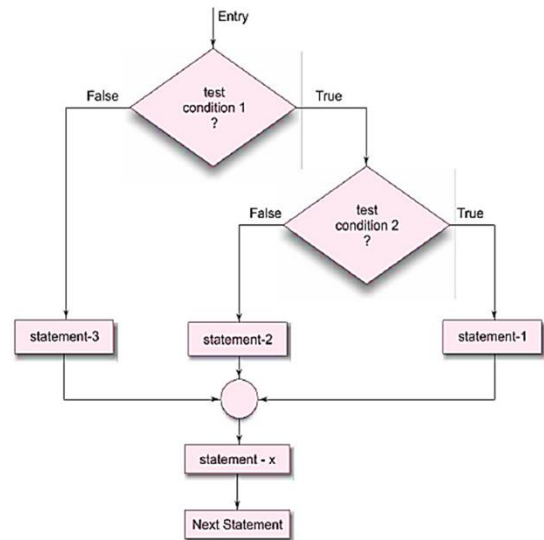 Entry
test
condition 1
?
False
True
test
condition 2
?
False
True
statement-3
statement-2
statement-1
statement - x
Next Statement